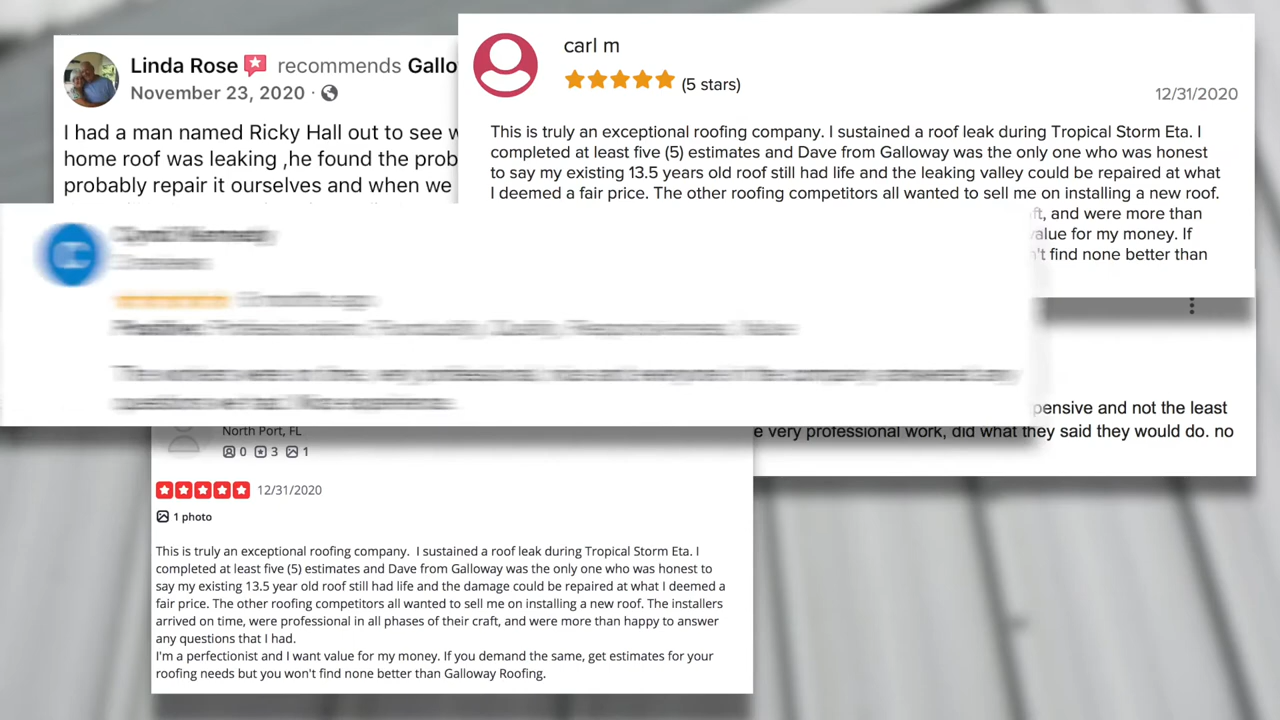 Linda Rose recommends Gallo
November 23, 2020 ·
I had a man named Ricky Hall out to see w
home roof was leaking ,he found the prob
probably repair it ourselves and when we
carl m
(5 stars)
12/31/2020
This is truly an exceptional roofing company. I sustained a roof leak during Tropical Storm Eta. I
completed at least five (5) estimates and Dave from Galloway was the only one who was honest
to say my existing 13.5 years old roof still had life and the leaking valley could be repaired at what
I deemed a fair price. The other roofing competitors all wanted to sell me on installing a new roof.
ft, and were more than
value for my money. If
n't find none better than
pensive and not the least
e very professional work, did what they said they would do. no
North Port, FL
0 3 1
12/31/2020
1 photo
This is truly an exceptional roofing company. I sustained a roof leak during Tropical Storm Eta. I
completed at least five (5) estimates and Dave from Galloway was the only one who was honest to
say my existing 13.5 year old roof still had life and the damage could be repaired at what I deemed a
fair price. The other roofing competitors all wanted to sell me on installing a new roof. The installers
arrived on time, were professional in all phases of their craft, and were more than happy to answer
any questions that I had.
I'm a perfectionist and I want value for my money. If you demand the same, get estimates for your
roofing needs but you won't find none better than Galloway Roofing.